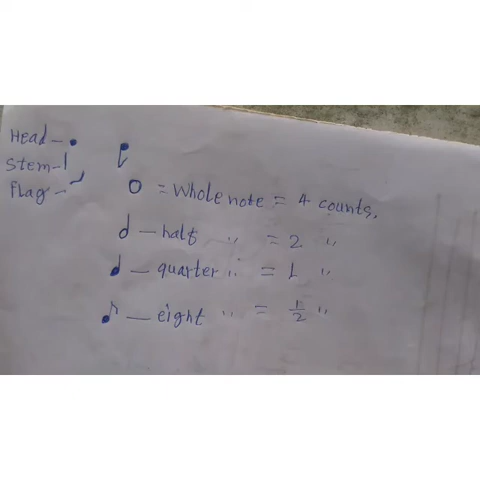 Head - •
Stem - |
Flag -
o = Whole note = 4 counts.
d - half " = 2 "
♩ - quarter " = 1 "
♪ - eight " = 1/2 "